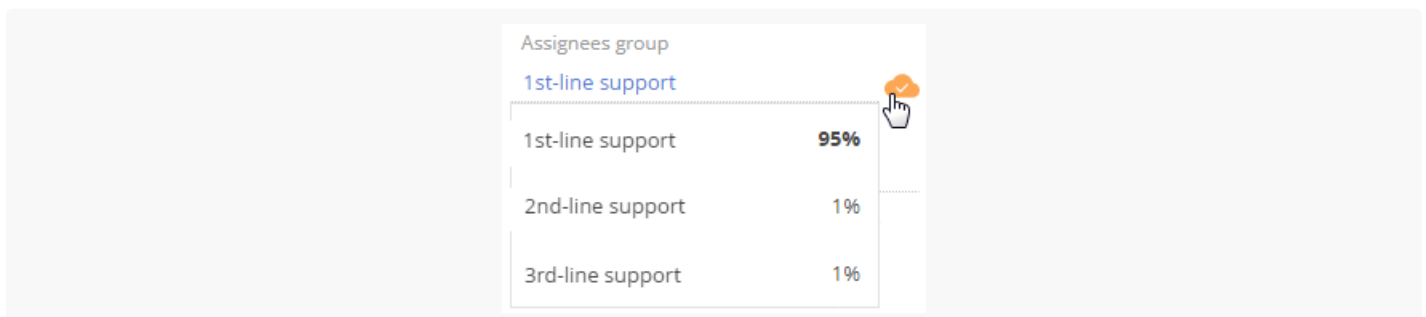 Assignees group
1st-line support
1st-line support 95%
2nd-line support 1%
3rd-line support 1%